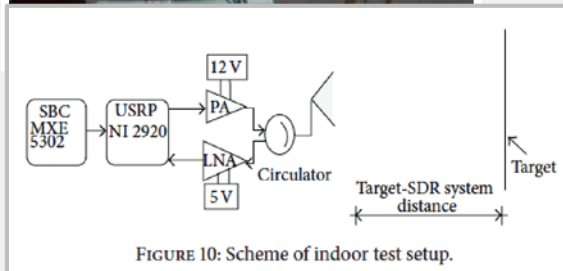 12 V
SBC
MXE
5302
USRP
NI 2920
PA
LNA
5 V
Circulator
Target
Target-SDR system
distance
FIGURE 10: Scheme of indoor test setup.